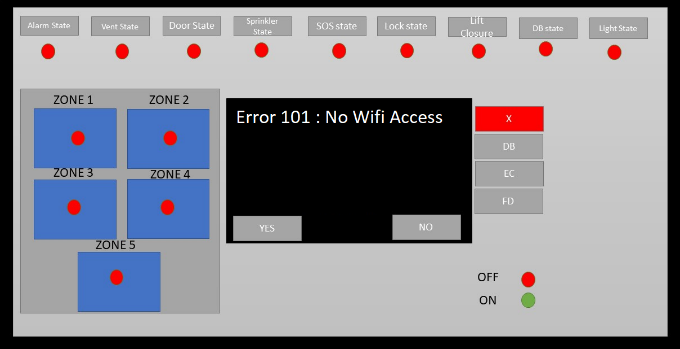 Alarm State
Vent State
Door State
Sprinkler
State
SOS state
Lock state
Lift
Closure
DB state
Light State
ZONE 1
ZONE 2
ZONE 3
ZONE 4
ZONE 5
Error 101 : No Wifi Access
YES
NO
X
DB
EC
FD
OFF
ON